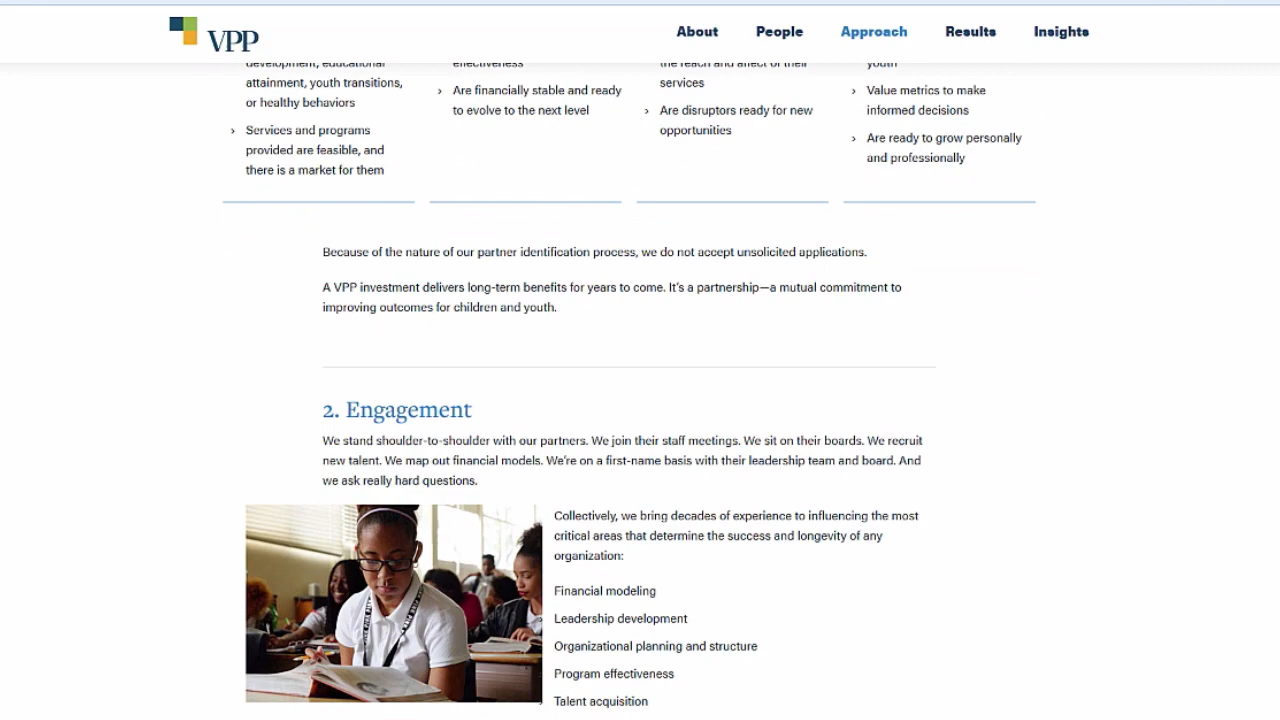 VPP
About People Approach Results Insights
development, educational
attainment, youth transitions,
or healthy behaviors
› Services and programs
provided are feasible, and
there is a market for them
effectiveness
› Are financially stable and ready
to evolve to the next level
the reach and affect of their
services
› Are disruptors ready for new
opportunities
youth
› Value metrics to make
informed decisions
› Are ready to grow personally
and professionally
Because of the nature of our partner identification process, we do not accept unsolicited applications.
A VPP investment delivers long-term benefits for years to come. It's a partnership—a mutual commitment to
improving outcomes for children and youth.
2. Engagement
We stand shoulder-to-shoulder with our partners. We join their staff meetings. We sit on their boards. We recruit
new talent. We map out financial models. We're on a first-name basis with their leadership team and board. And
we ask really hard questions.
Collectively, we bring decades of experience to influencing the most
critical areas that determine the success and longevity of any
organization:
Financial modeling
Leadership development
Organizational planning and structure
Program effectiveness
Talent acquisition